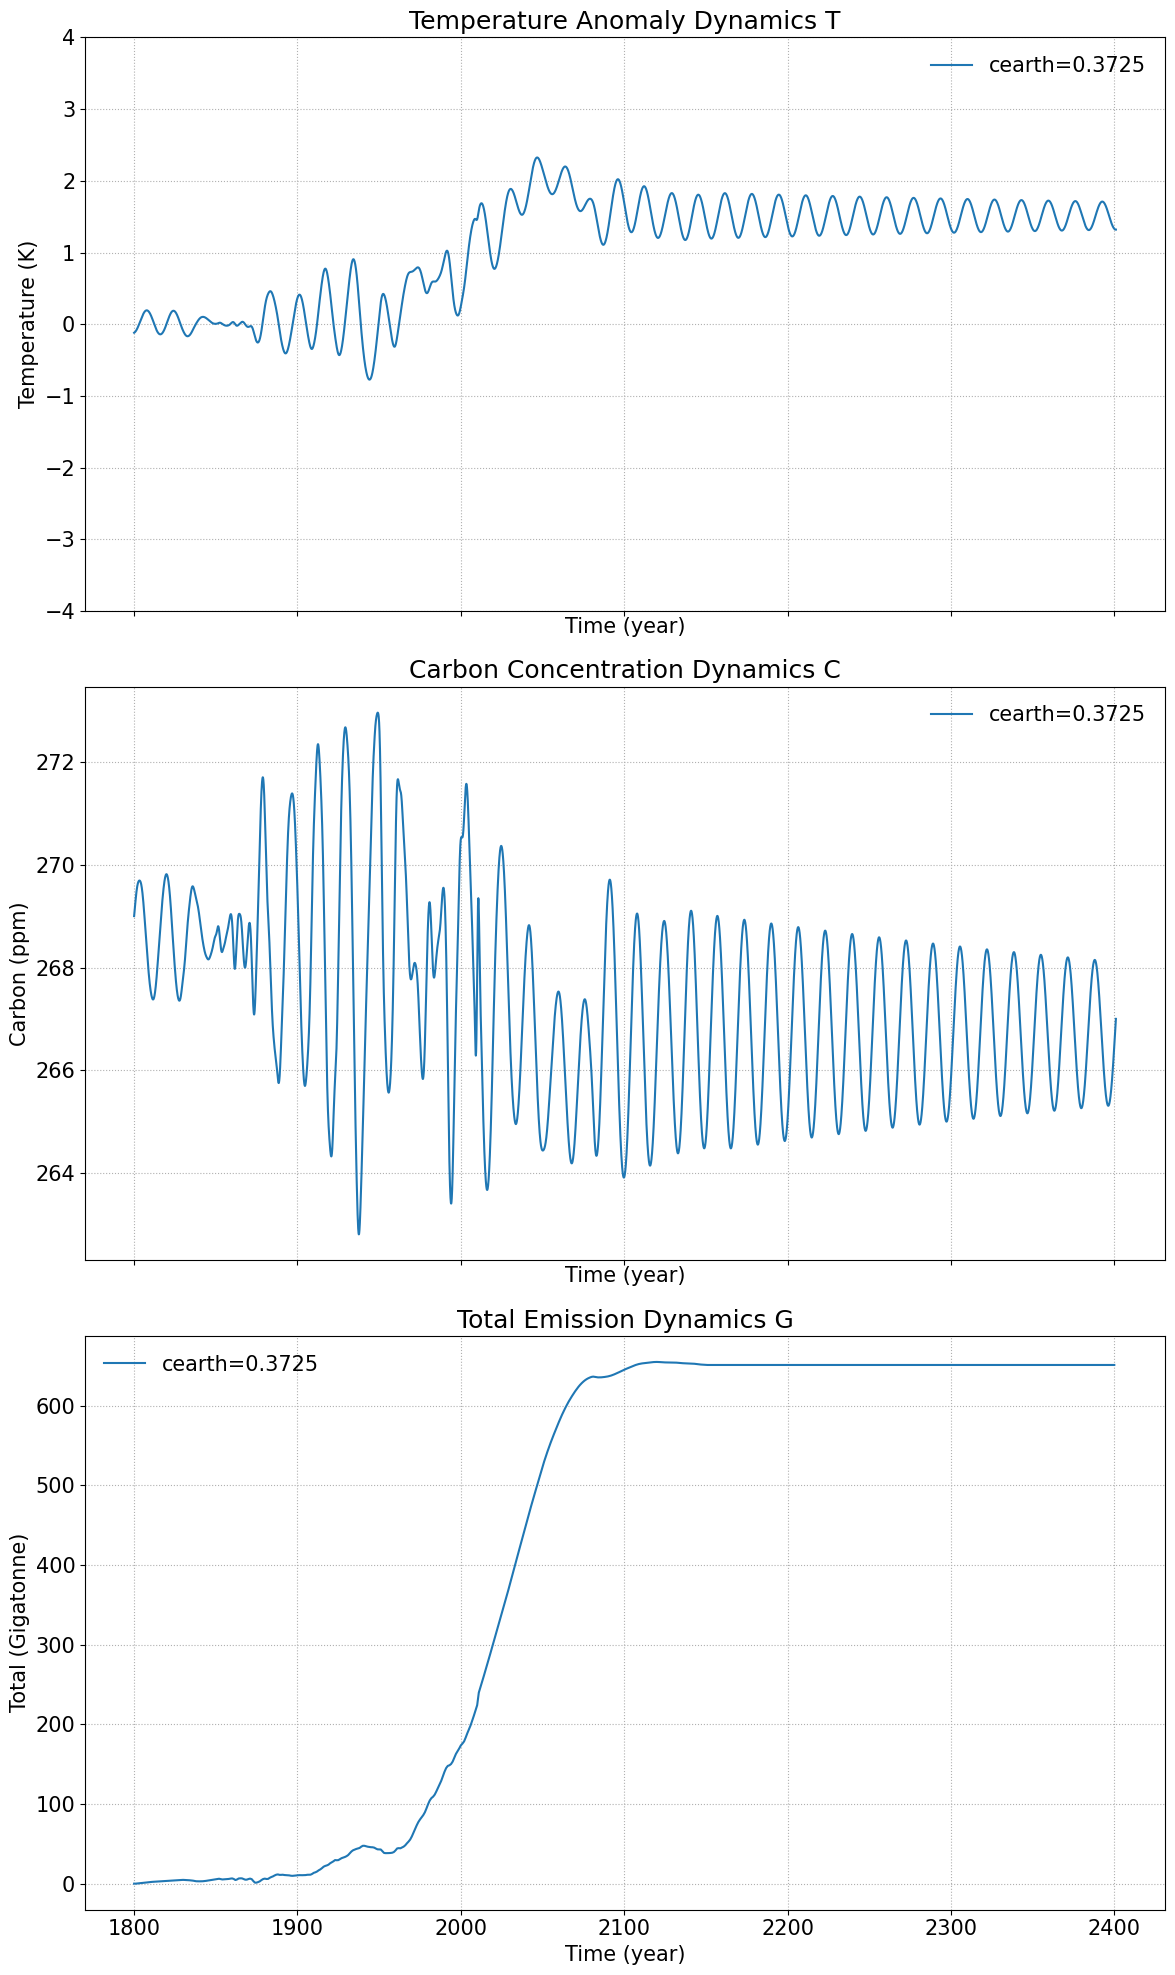 Temperature Anomaly Dynamics T
cearth=0.3725
Temperature (K)
4
3
2
1
0
−1
−2
−3
−4
Time (year)
Carbon Concentration Dynamics C
cearth=0.3725
Carbon (ppm)
272
270
268
266
264
Time (year)
Total Emission Dynamics G
cearth=0.3725
Total (Gigatonne)
600
500
400
300
200
100
0
1800 1900 2000 2100 2200 2300 2400
Time (year)